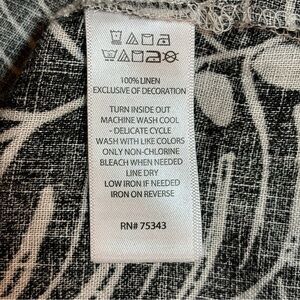 100% LINEN
EXCLUSIVE OF DECORATION
TURN INSIDE OUT
MACHINE WASH COOL
- DELICATE CYCLE
WASH WITH LIKE COLORS
ONLY NON-CHLORINE
BLEACH WHEN NEEDED
LINE DRY
LOW IRON IF NEEDED
IRON ON REVERSE
RN# 75343